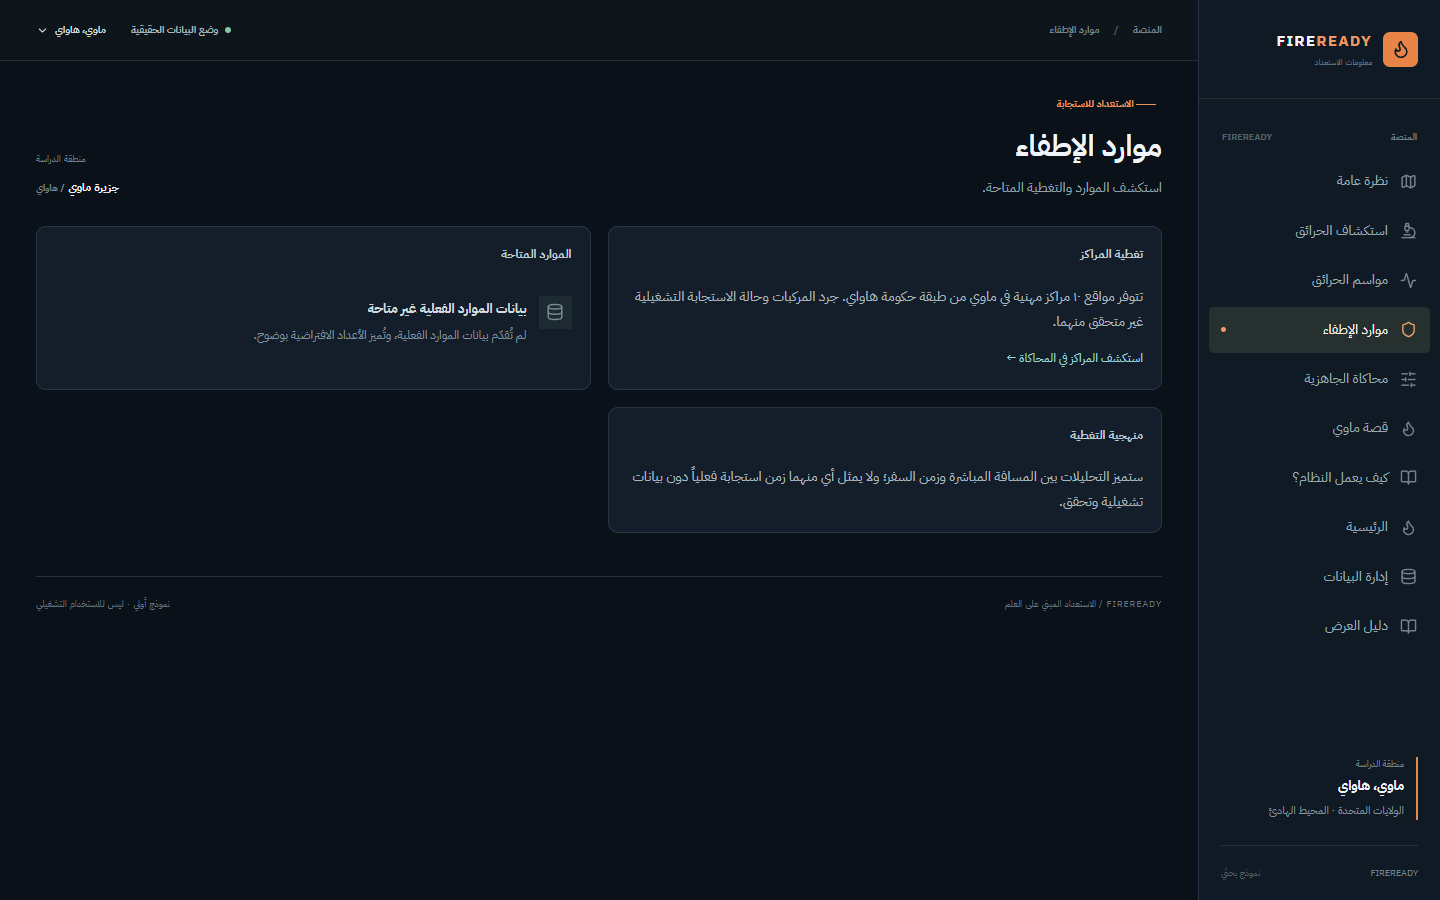 FIREREADY
معلومات الاستعداد
المنصة
FIREREADY
نظرة عامة
استكشاف الحرائق
مواسم الحرائق
موارد الإطفاء
محاكاة الجاهزية
قصة ماوي
كيف يعمل النظام؟
الرئيسية
إدارة البيانات
دليل العرض
منطقة الدراسة
ماوي، هاواي
الولايات المتحدة · المحيط الهادئ
FIREREADY
نموذج بحثي
المنصة / موارد الإطفاء
وضع البيانات الحقيقية
ماوي، هاواي
الاستعداد للاستجابة
موارد الإطفاء
استكشف الموارد والتغطية المتاحة.
منطقة الدراسة
جزيرة ماوي / هاواي
تغطية المراكز
تتوفر مواقع ١٠ مراكز مهنية في ماوي من طبقة حكومة هاواي. جرد المركبات وحالة الاستجابة التشغيلية
غير متحقق منهما.
استكشف المراكز في المحاكاة ←
الموارد المتاحة
بيانات الموارد الفعلية غير متاحة
لم تُقدّم بيانات الموارد الفعلية، وتُميز الأعداد الافتراضية بوضوح.
منهجية التغطية
ستميز التحليلات بين المسافة المباشرة وزمن السفر؛ ولا يمثل أي منهما زمن استجابة فعلياً دون بيانات
تشغيلية وتحقق.
FIREREADY / الاستعداد المبني على العلم
نموذج أولي · ليس للاستخدام التشغيلي